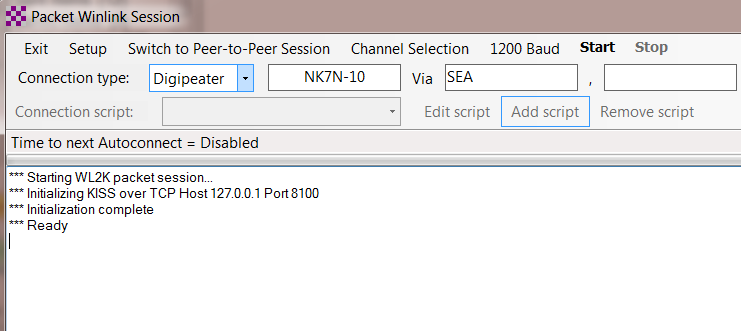 Packet Winlink Session
Exit Setup Switch to Peer-to-Peer Session Channel Selection 1200 Baud Start Stop
Connection type: Digipeater NK7N-10 Via SEA ,
Connection script: Edit script Add script Remove script
Time to next Autoconnect = Disabled
*** Starting WL2K packet session...
*** Initializing KISS over TCP Host 127.0.0.1 Port 8100
*** Initialization complete
*** Ready